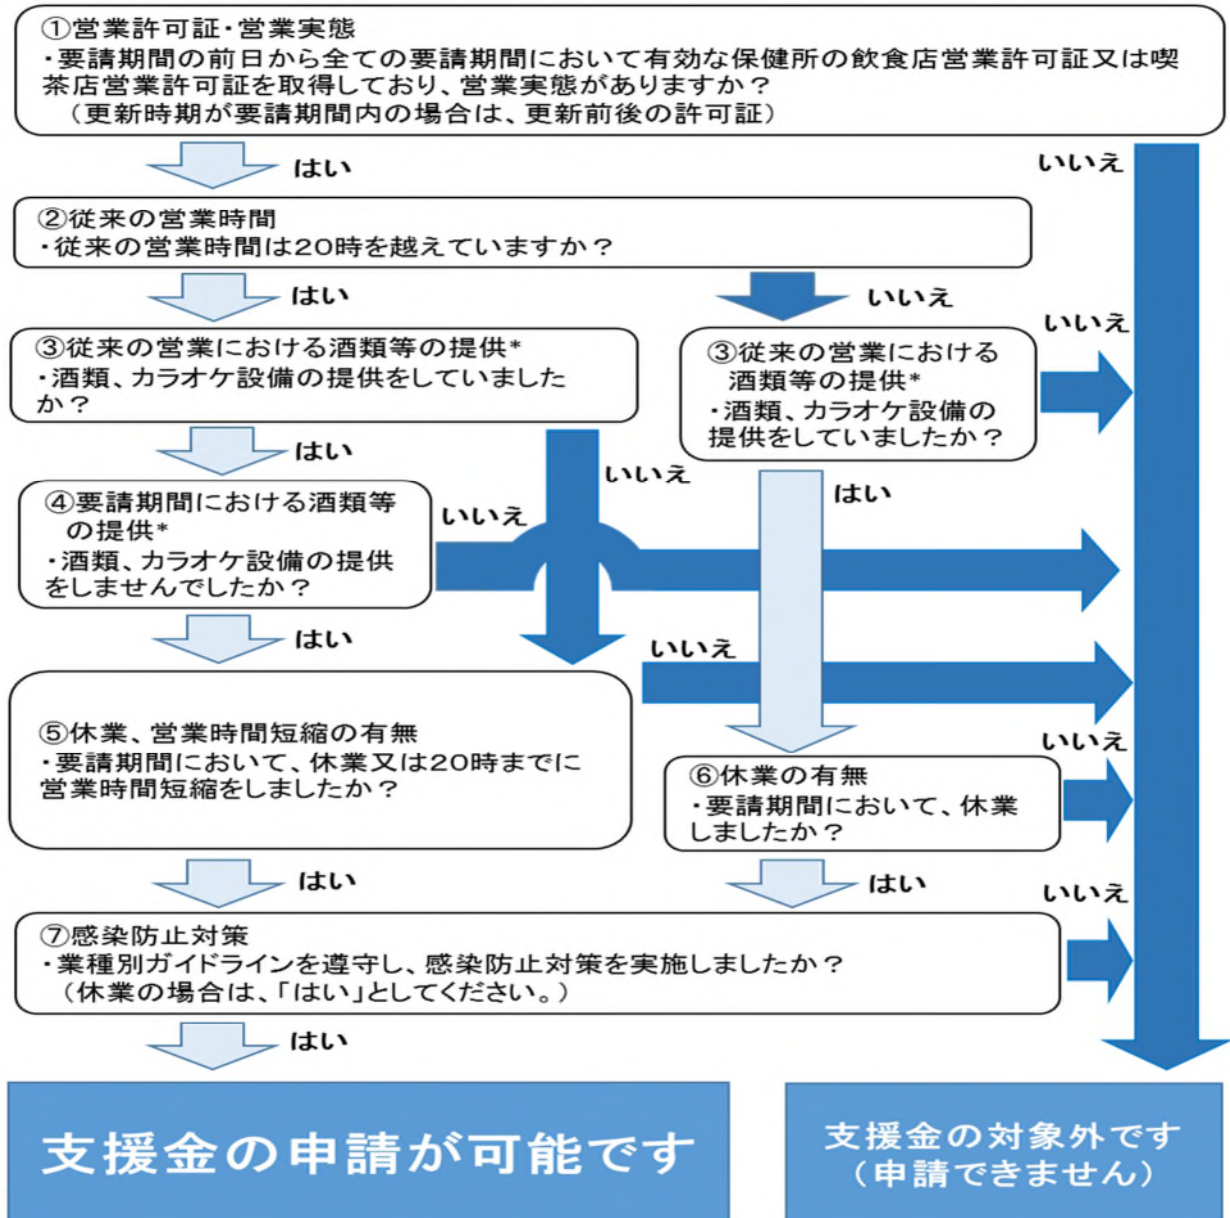 ①営業許可証・営業実態
・要請期間の前日から全ての要請期間において有効な保健所の飲食店営業許可証又は喫
茶店営業許可証を取得しており、営業実態がありますか？
（更新時期が要請期間内の場合は、更新前後の許可証）
はい
いいえ
②従来の営業時間
・従来の営業時間は20時を越えていますか？
はい
いいえ
③従来の営業における酒類等の提供*
・酒類、カラオケ設備の提供をしていました
か？
③従来の営業における
酒類等の提供*
・酒類、カラオケ設備の
提供をしていましたか？
いいえ
はい
いいえ
はい
④要請期間における酒類等
の提供*
・酒類、カラオケ設備の提供
をしませんでしたか？
いいえ
はい
いいえ
⑤休業、営業時間短縮の有無
・要請期間において、休業又は20時までに
営業時間短縮をしましたか？
⑥休業の有無
・要請期間において、休業
しましたか？
いいえ
はい
はい
いいえ
⑦感染防止対策
・業種別ガイドラインを遵守し、感染防止対策を実施しましたか？
（休業の場合は、「はい」としてください。）
はい
支援金の申請が可能です
支援金の対象外です
（申請できません）